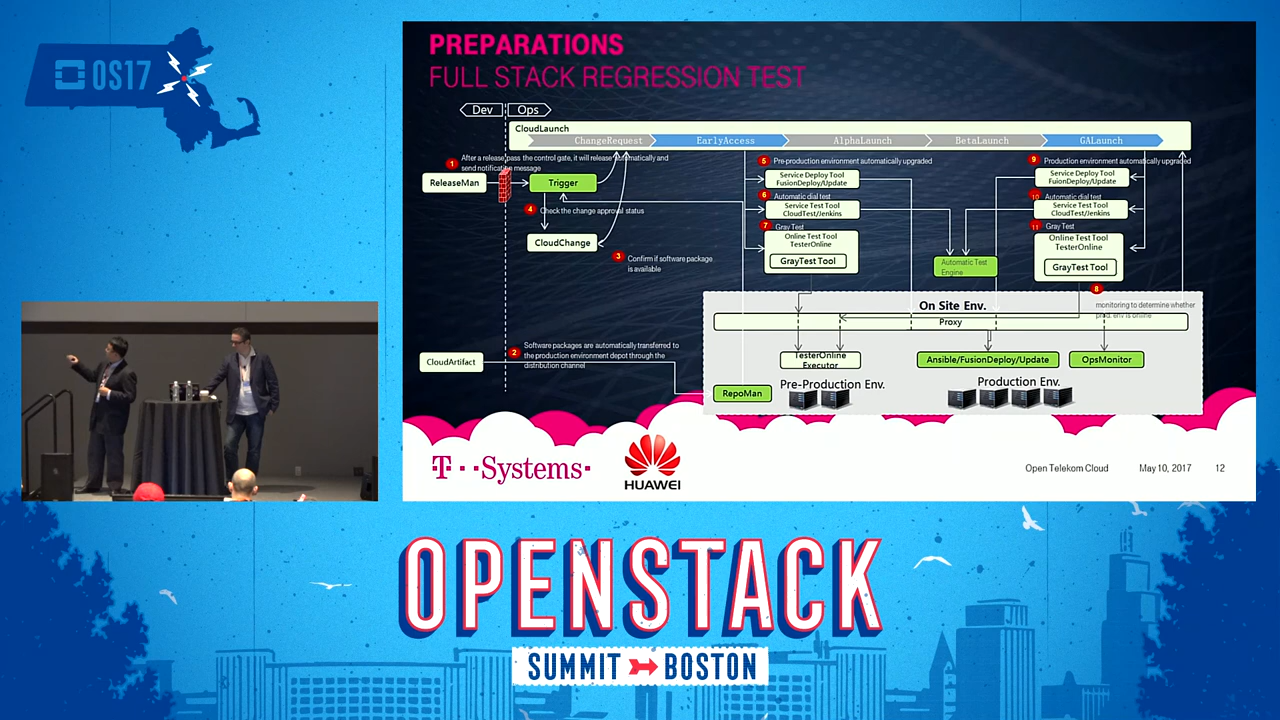 OS17
PREPARATIONS
FULL STACK REGRESSION TEST
Dev
Ops
CloudLaunch
ChangeRequest
EarlyAccess
AlphaLaunch
BetaLaunch
GALaunch
1
After a release pass the control gate, it will release automatically and
send notification message
ReleaseMan
Trigger
4
Check the change approval status
CloudChange
3
Confirm if software package
is available
5
Pre-production environment automatically upgraded
Service Deploy Tool
FusionDeploy/Update
6
Automatic dial test
Service Test Tool
CloudTest/Jenkins
7
Gray Test
Online Test Tool
TesterOnline
GrayTest Tool
Automatic Test
Engine
9
Production environment automatically upgraded
Service Deploy Tool
FuionDeploy/Update
10
Automatic dial test
Service Test Tool
CloudTest/Jenkins
11
Gray Test
Online Test Tool
TesterOnline
GrayTest Tool
8
monitoring to determine whether
prod. env is online
On Site Env.
Proxy
CloudArtifact
2
Software packages are automatically transferred to
the production environment depot through the
distribution channel
TesterOnline
Executor
Ansible/FusionDeploy/Update
OpsMonitor
RepoMan
Pre-Production Env.
Production Env.
T · · Systems ·
HUAWEI
Open Telekom Cloud
May 10, 2017
12
OPENSTACK
SUMMIT BOSTON